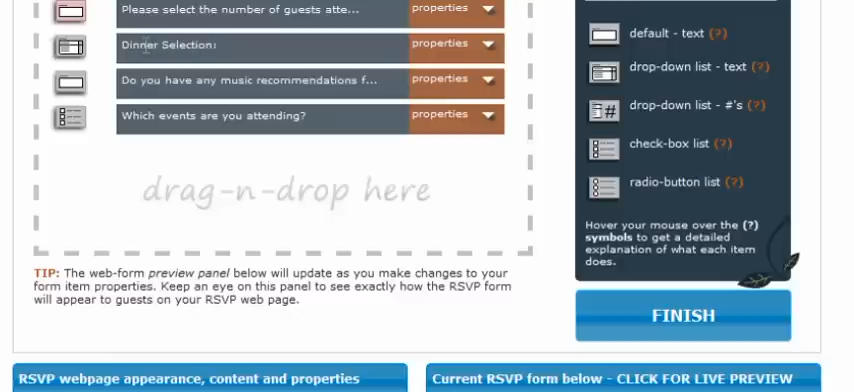 Please select the number of guests atte... properties
Dinner Selection: properties
Do you have any music recommendations f... properties
Which events are you attending? properties
drag-n-drop here
TIP: The web-form preview panel below will update as you make changes to your
form item properties. Keep an eye on this panel to see exactly how the RSVP form
will appear to guests on your RSVP web page.
default - text (?)
drop-down list - text (?)
# drop-down list - #'s (?)
check-box list (?)
radio-button list (?)
Hover your mouse over the (?)
symbols to get a detailed
explanation of what each item
does.
FINISH
RSVP webpage appearance, content and properties
Current RSVP form below - CLICK FOR LIVE PREVIEW